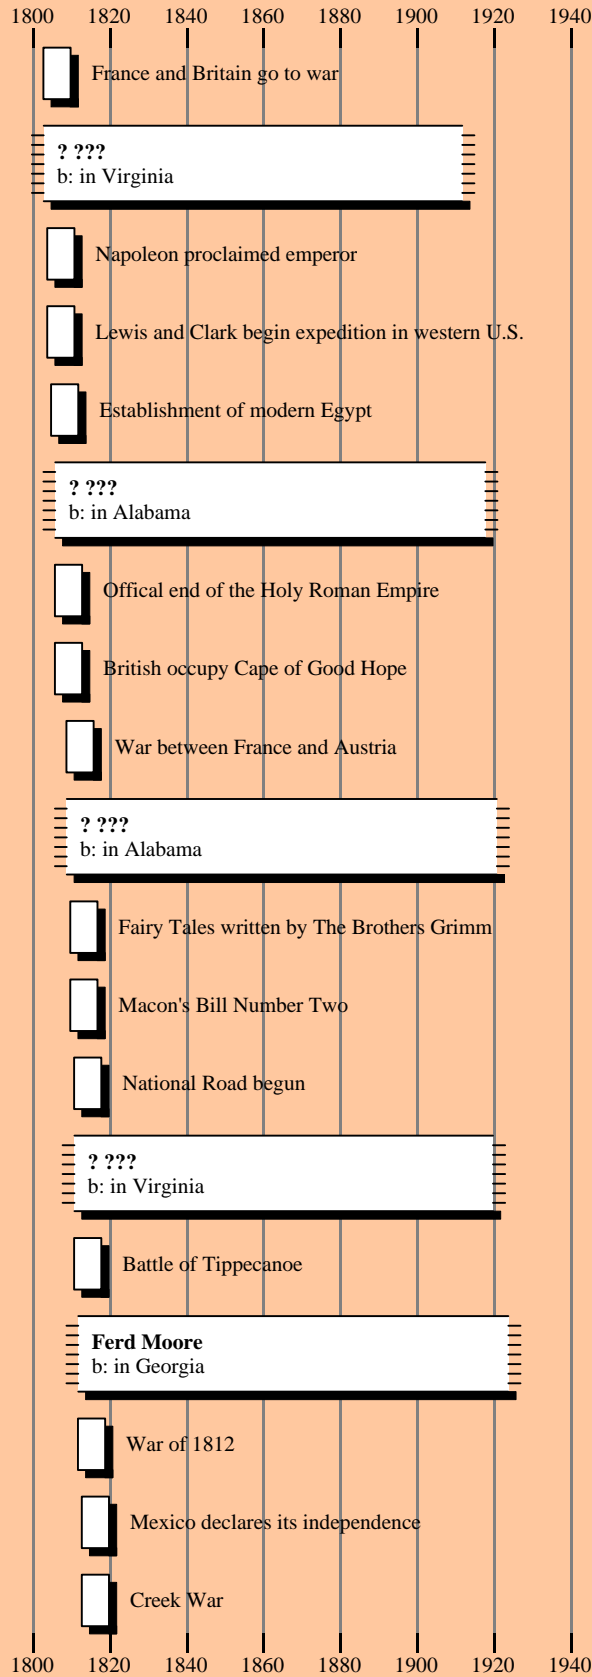 1800 1820 1840 1860 1880 1900 1920 1940
France and Britain go to war
? ???
b: in Virginia
Napoleon proclaimed emperor
Lewis and Clark begin expedition in western U.S.
Establishment of modern Egypt
? ???
b: in Alabama
Offical end of the Holy Roman Empire
British occupy Cape of Good Hope
War between France and Austria
? ???
b: in Alabama
Fairy Tales written by The Brothers Grimm
Macon's Bill Number Two
National Road begun
? ???
b: in Virginia
Battle of Tippecanoe
Ferd Moore
b: in Georgia
War of 1812
Mexico declares its independence
Creek War
1800 1820 1840 1860 1880 1900 1920 1940